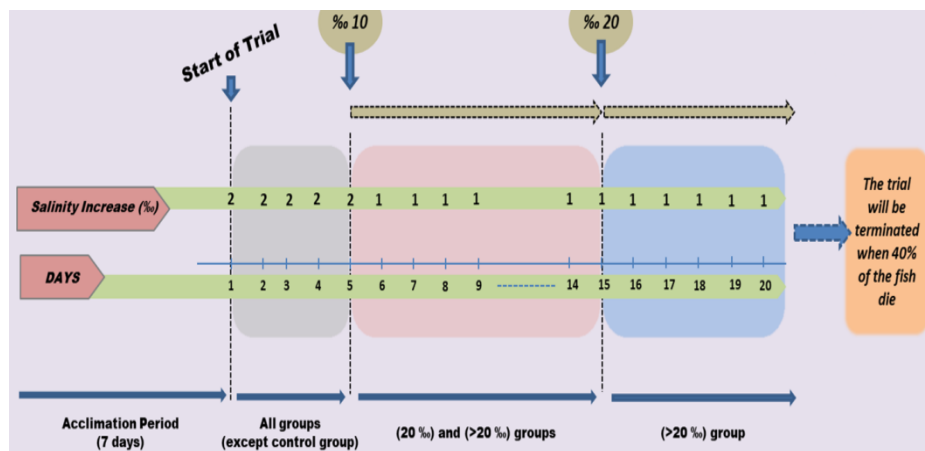 ‰ 10
‰ 20
Start of Trial
Salinity Increase (‰)
2 2 2 2 2 1 1 1 1 1 1 1 1 1 1 1
DAYS
1 2 3 4 5 6 7 8 9 14 15 16 17 18 19 20
The trial
will be
terminated
when 40%
of the fish
die
Acclimation Period
(7 days)
All groups
(except control group)
(20 ‰) and (>20 ‰) groups
(>20 ‰) group